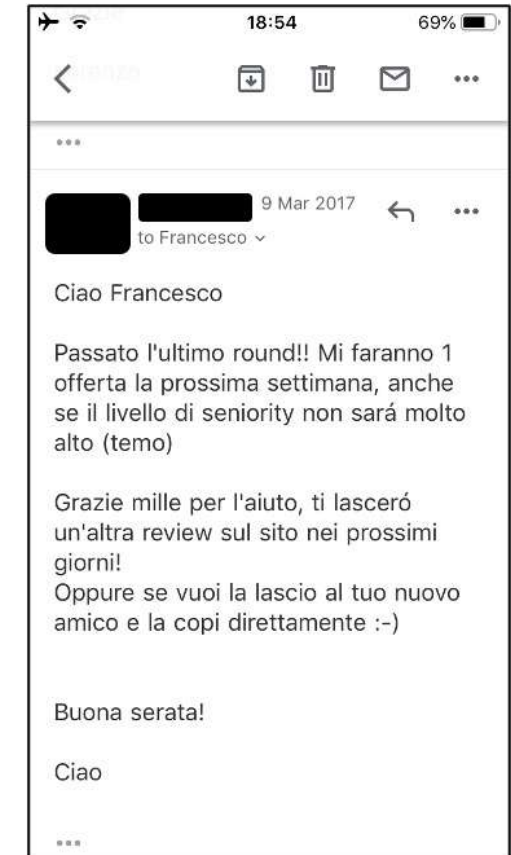 18:54
69%
9 Mar 2017
to Francesco
Ciao Francesco
Passato l'ultimo round!! Mi faranno 1
offerta la prossima settimana, anche
se il livello di seniority non sará molto
alto (temo)
Grazie mille per l'aiuto, ti lasceró
un'altra review sul sito nei prossimi
giorni!
Oppure se vuoi la lascio al tuo nuovo
amico e la copi direttamente :-)
Buona serata!
Ciao